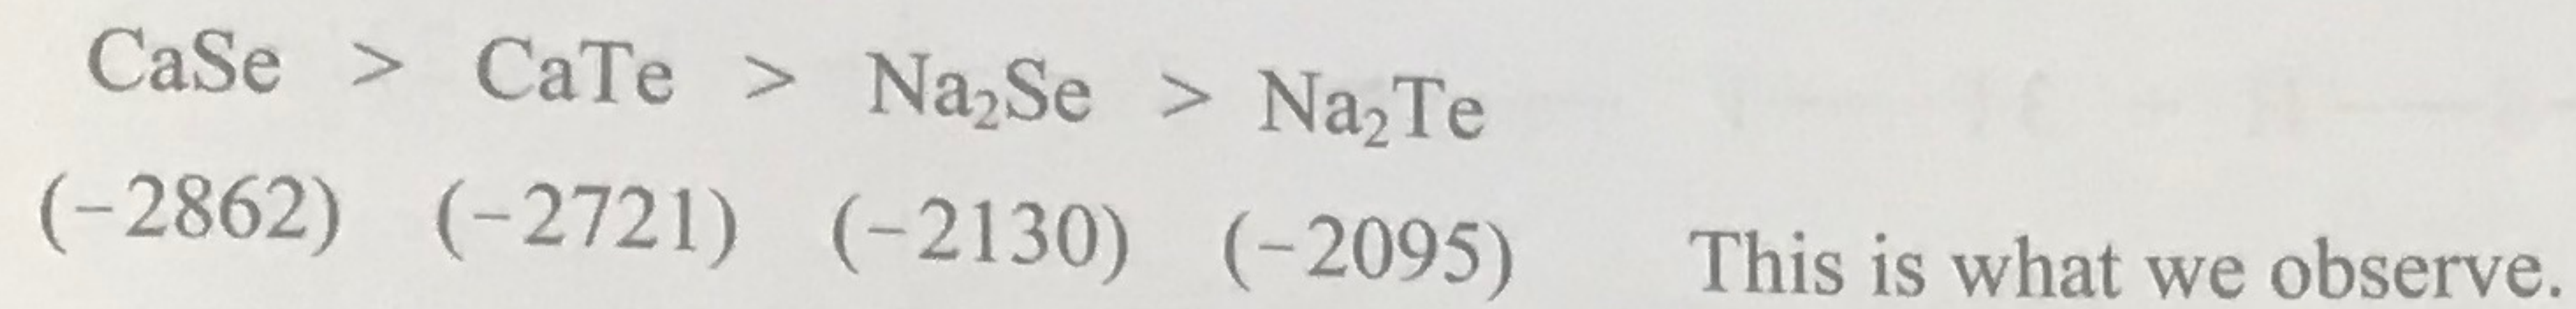 CaSe > CaTe > Na₂Se > Na₂Te
(−2862) (−2721) (−2130) (−2095) This is what we observe.